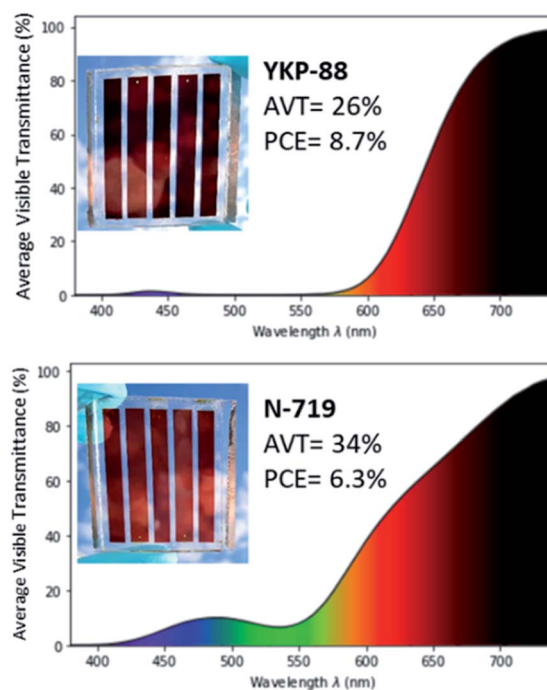 Average Visible Transmittance (%)
100
80
60
40
20
0
YKP-88
AVT= 26%
PCE= 8.7%
400 450 500 550 600 650 700
Wavelength λ (nm)
Average Visible Transmittance (%)
100
80
60
40
20
0
N-719
AVT= 34%
PCE= 6.3%
400 450 500 550 600 650 700
Wavelength λ (nm)